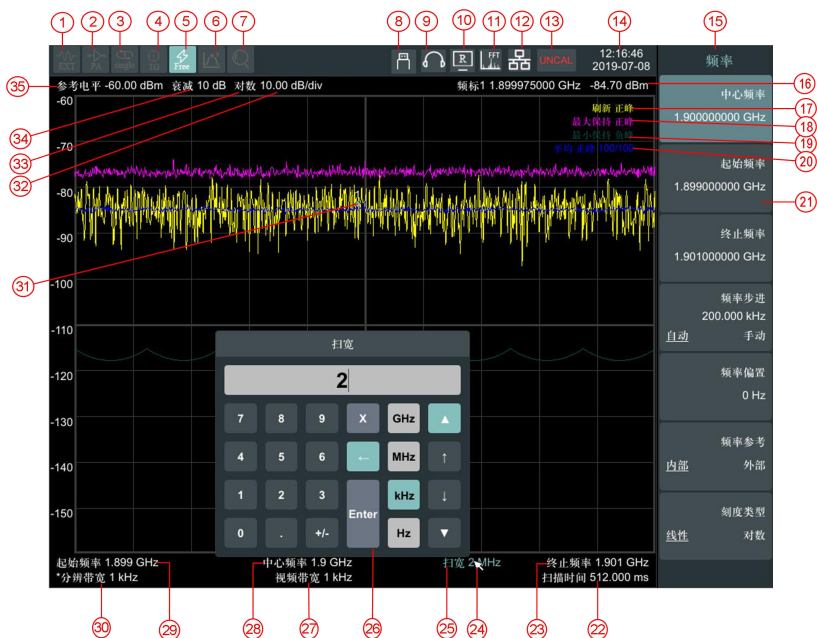 1 2 3 4 5 6 7 8 9 10 11 12 13 14 15
EXT PA Single TG Free R FFT UNCAL 12:16:46
2019-07-08
频率
35 参考电平 -60.00 dBm 衰减 10 dB 对数 10.00 dB/div 频标1 1.899975000 GHz -84.70 dBm 16
-60
刷新 正峰 17
最大保持 正峰 18
最小保持 负峰 19
平均 正峰 100/100 20
34
33
32
-70
-80
-90
31
-100
-110
-120
-130
-140
-150
中心频率
1.900000000 GHz
起始频率
1.899000000 GHz
21
终止频率
1.901000000 GHz
频率步进
200.000 kHz
自动 手动
频率偏置
0 Hz
频率参考
内部 外部
刻度类型
线性 对数
扫宽
2
7 8 9 X GHz ▲
4 5 6 ← MHz ↑
1 2 3 Enter kHz ↓
0 . +/- Hz ▼
起始频率 1.899 GHz 中心频率 1.9 GHz 扫宽 2 MHz 终止频率 1.901 GHz
*分辨带宽 1 kHz 视频带宽 1 kHz 扫描时间 512.000 ms
30 29 28 27 26 25 24 23 22